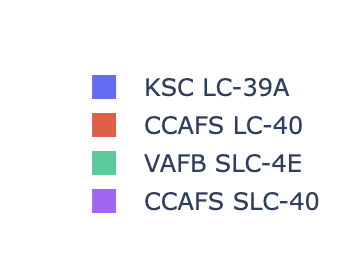 KSC LC-39A
CCAFS LC-40
VAFB SLC-4E
CCAFS SLC-40